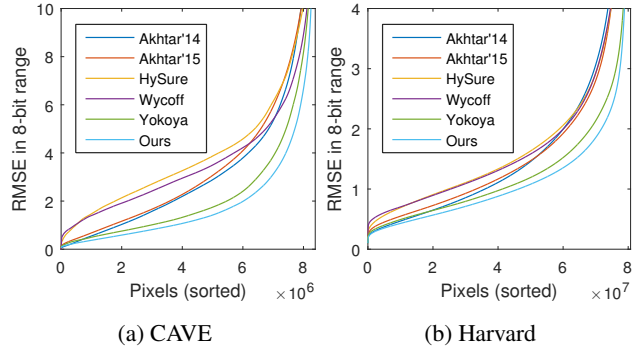 10
8
6
4
2
0
RMSE in 8-bit range
Akhtar'14
Akhtar'15
HySure
Wycoff
Yokoya
Ours
0 2 4 6 8
Pixels (sorted) × 10^6
(a) CAVE
4
3
2
1
0
RMSE in 8-bit range
Akhtar'14
Akhtar'15
HySure
Wycoff
Yokoya
Ours
0 2 4 6 8
Pixels (sorted) × 10^7
(b) Harvard